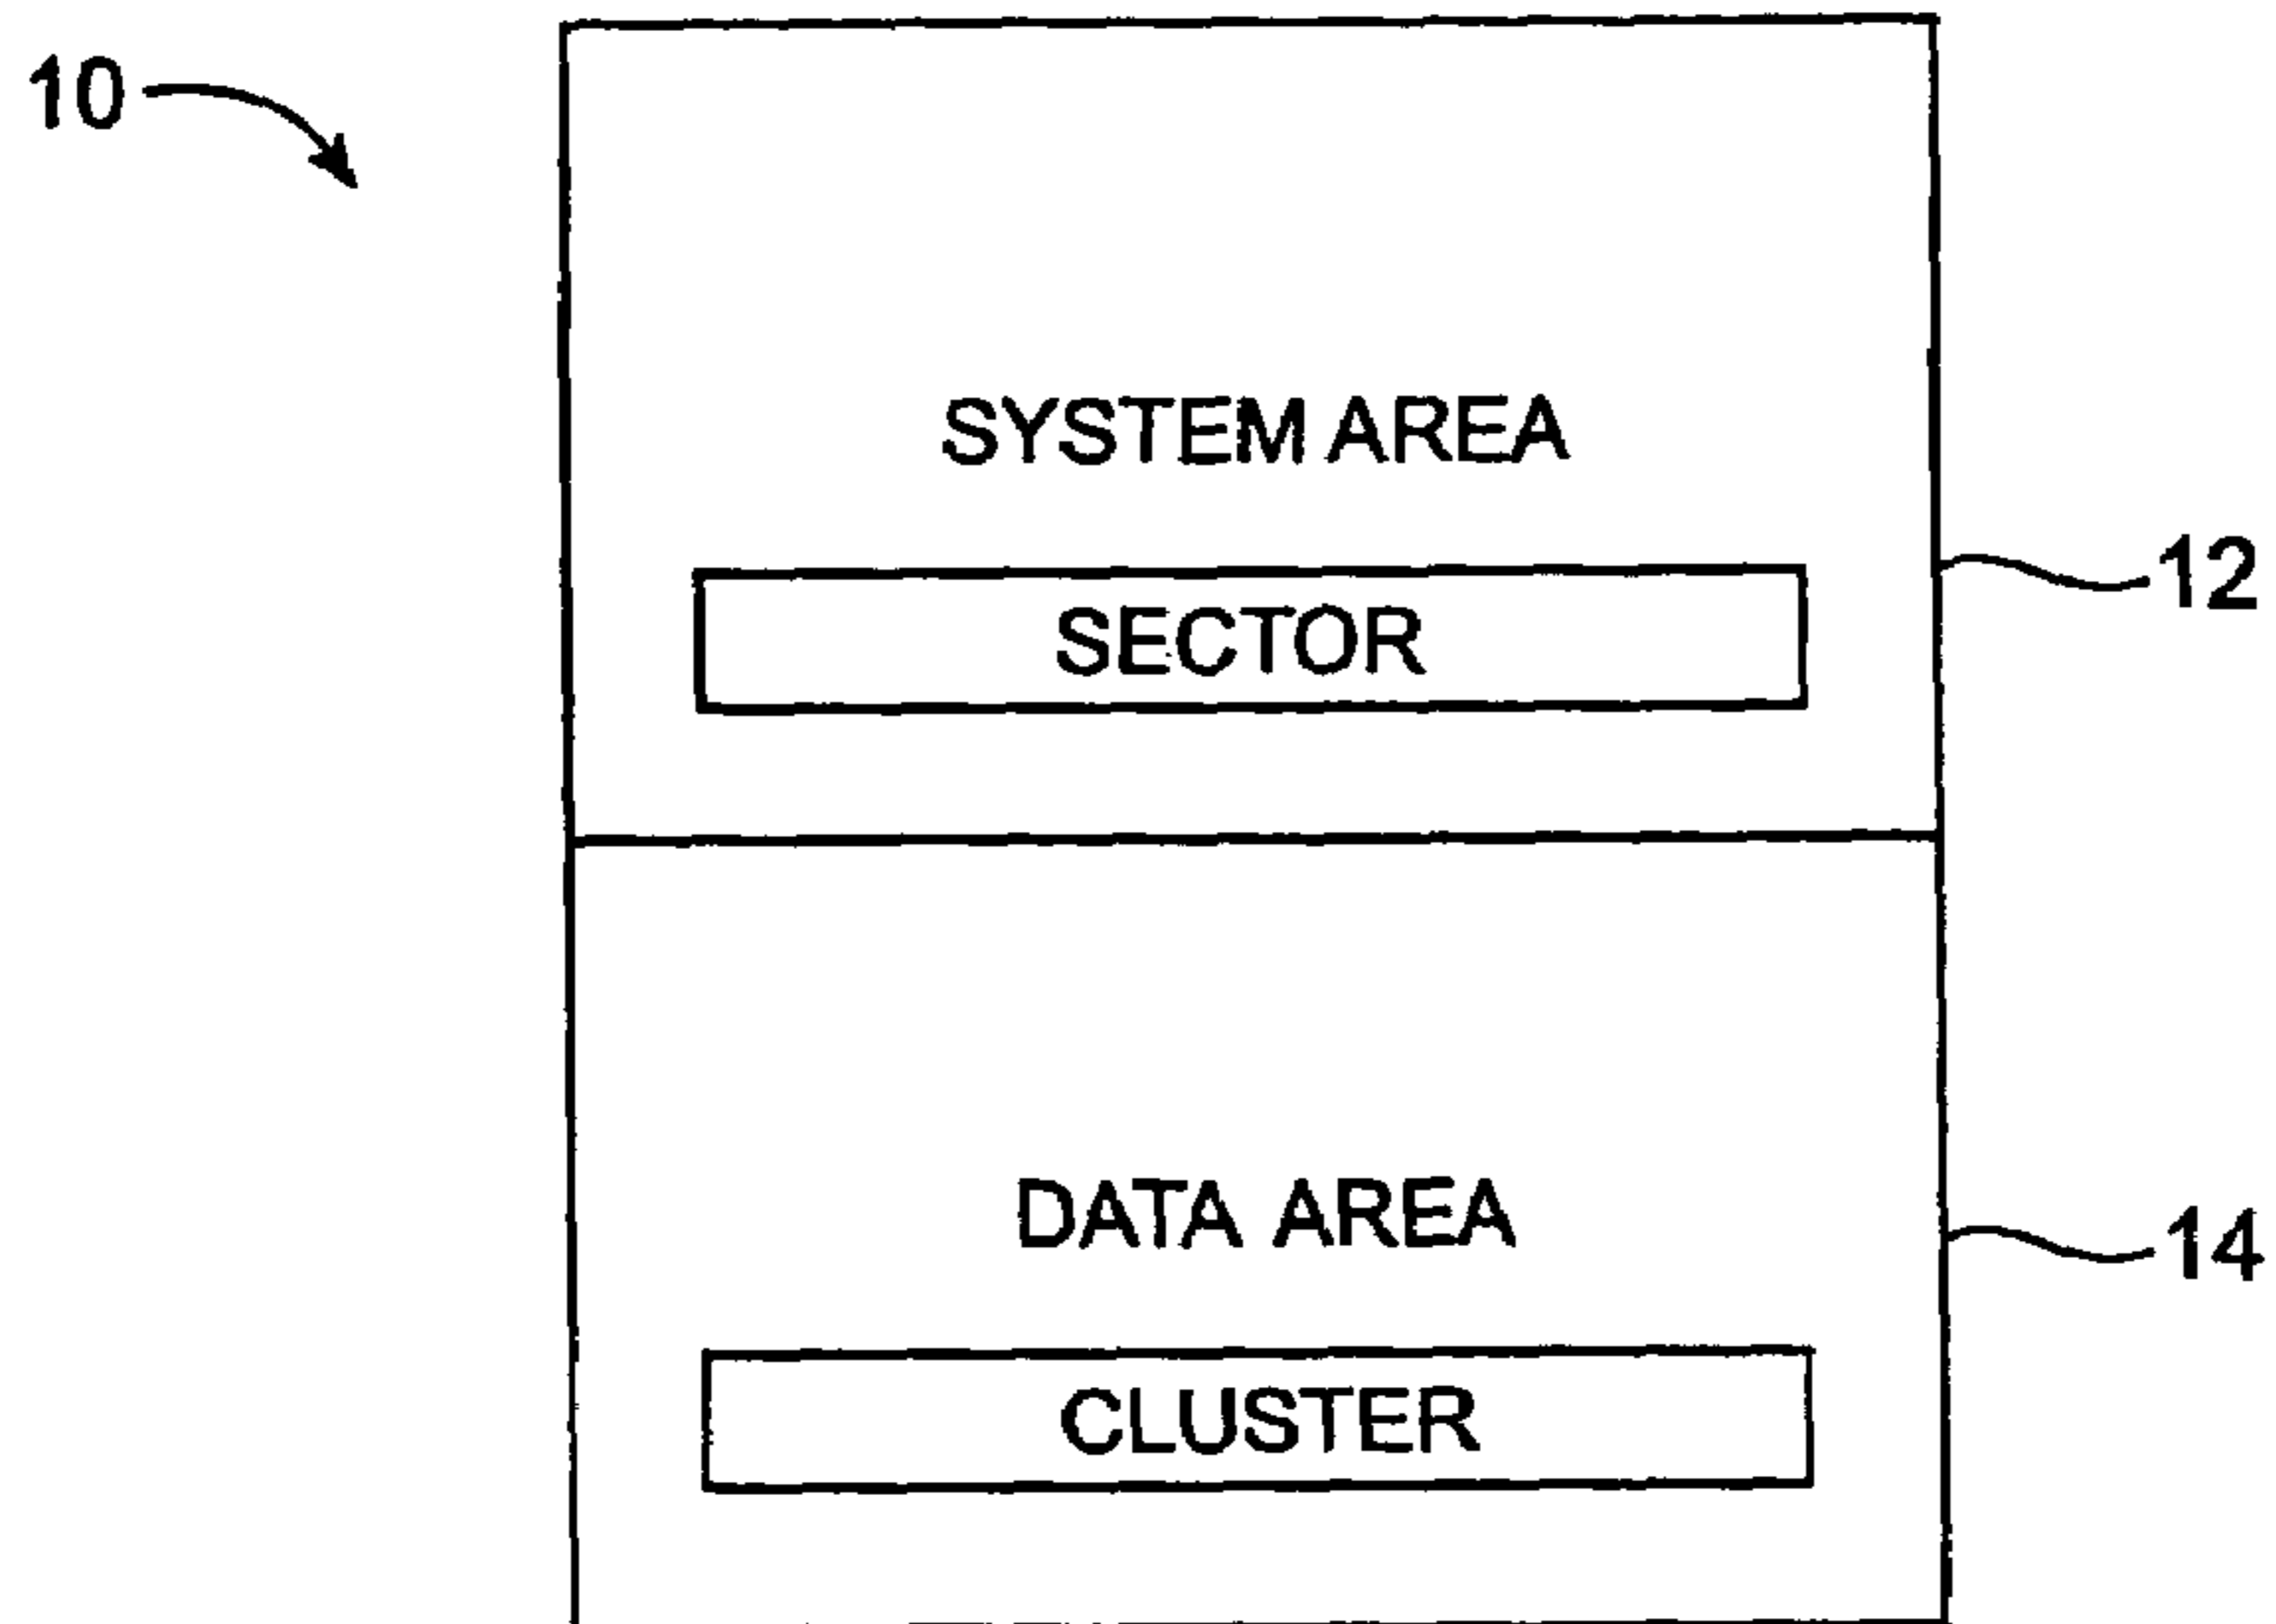 10
SYSTEM AREA
12
SECTOR
DATA AREA
14
CLUSTER